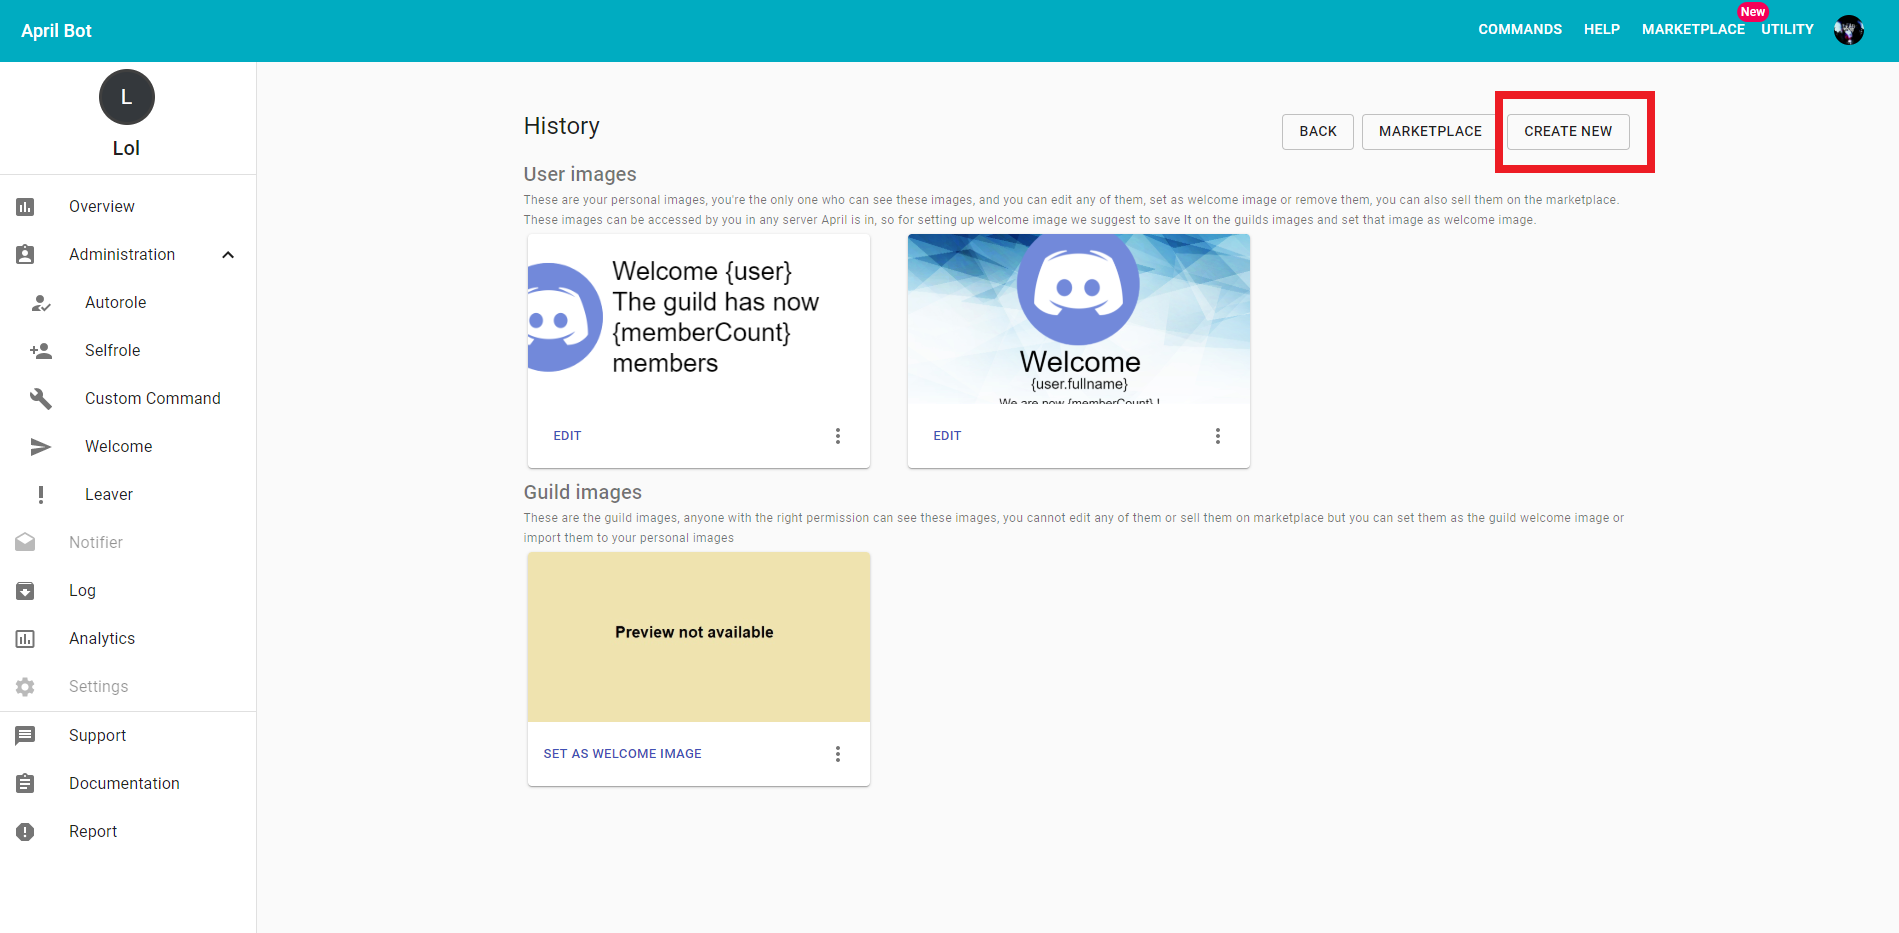 April Bot
COMMANDS
HELP
MARKETPLACE
New
UTILITY
L
Lol
Overview
Administration
Autorole
Selfrole
Custom Command
Welcome
Leaver
Notifier
Log
Analytics
Settings
Support
Documentation
Report
History
BACK
MARKETPLACE
CREATE NEW
User images
These are your personal images, you're the only one who can see these images, and you can edit any of them, set as welcome image or remove them, you can also sell them on the marketplace.
These images can be accessed by you in any server April is in, so for setting up welcome image we suggest to save It on the guilds images and set that image as welcome image.
Welcome {user}
The guild has now
{memberCount}
members
EDIT
Welcome
{user.fullname}
We are now {memberCount} !
EDIT
Guild images
These are the guild images, anyone with the right permission can see these images, you cannot edit any of them or sell them on marketplace but you can set them as the guild welcome image or
import them to your personal images
Preview not available
SET AS WELCOME IMAGE